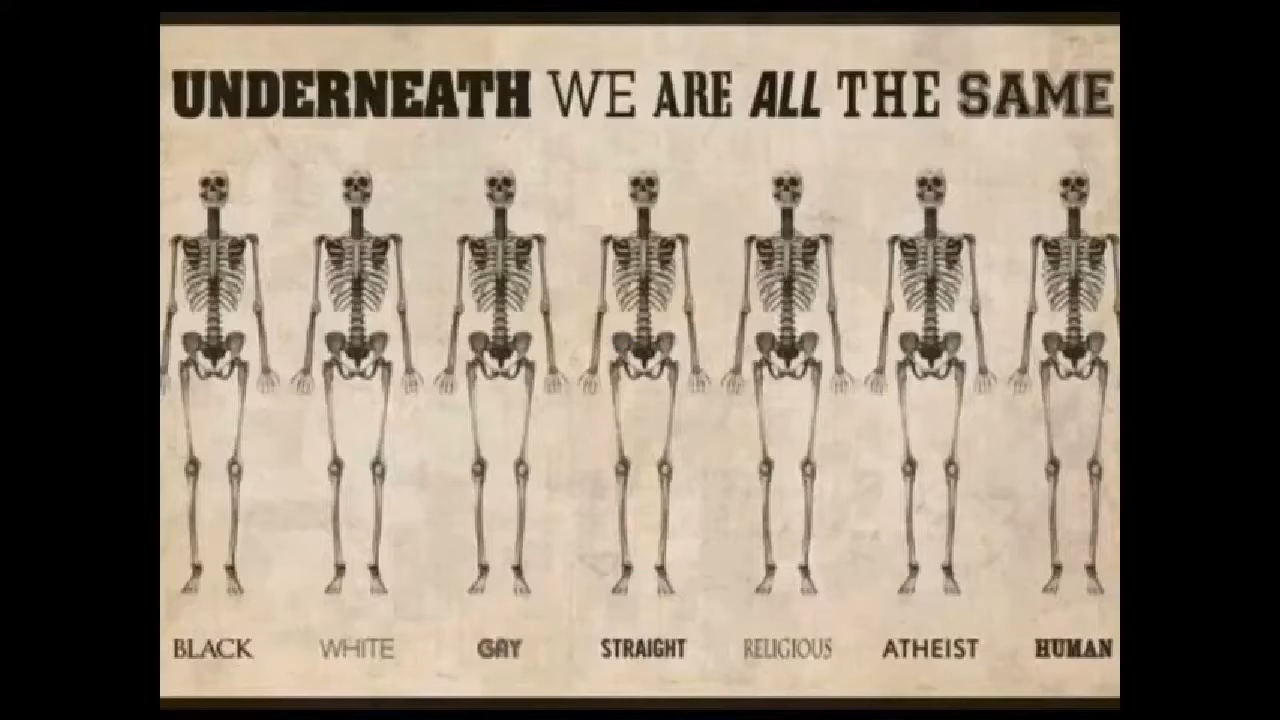 UNDERNEATH WE ARE ALL THE SAME
BLACK WHITE GAY STRAIGHT RELIGIOUS ATHEIST HUMAN